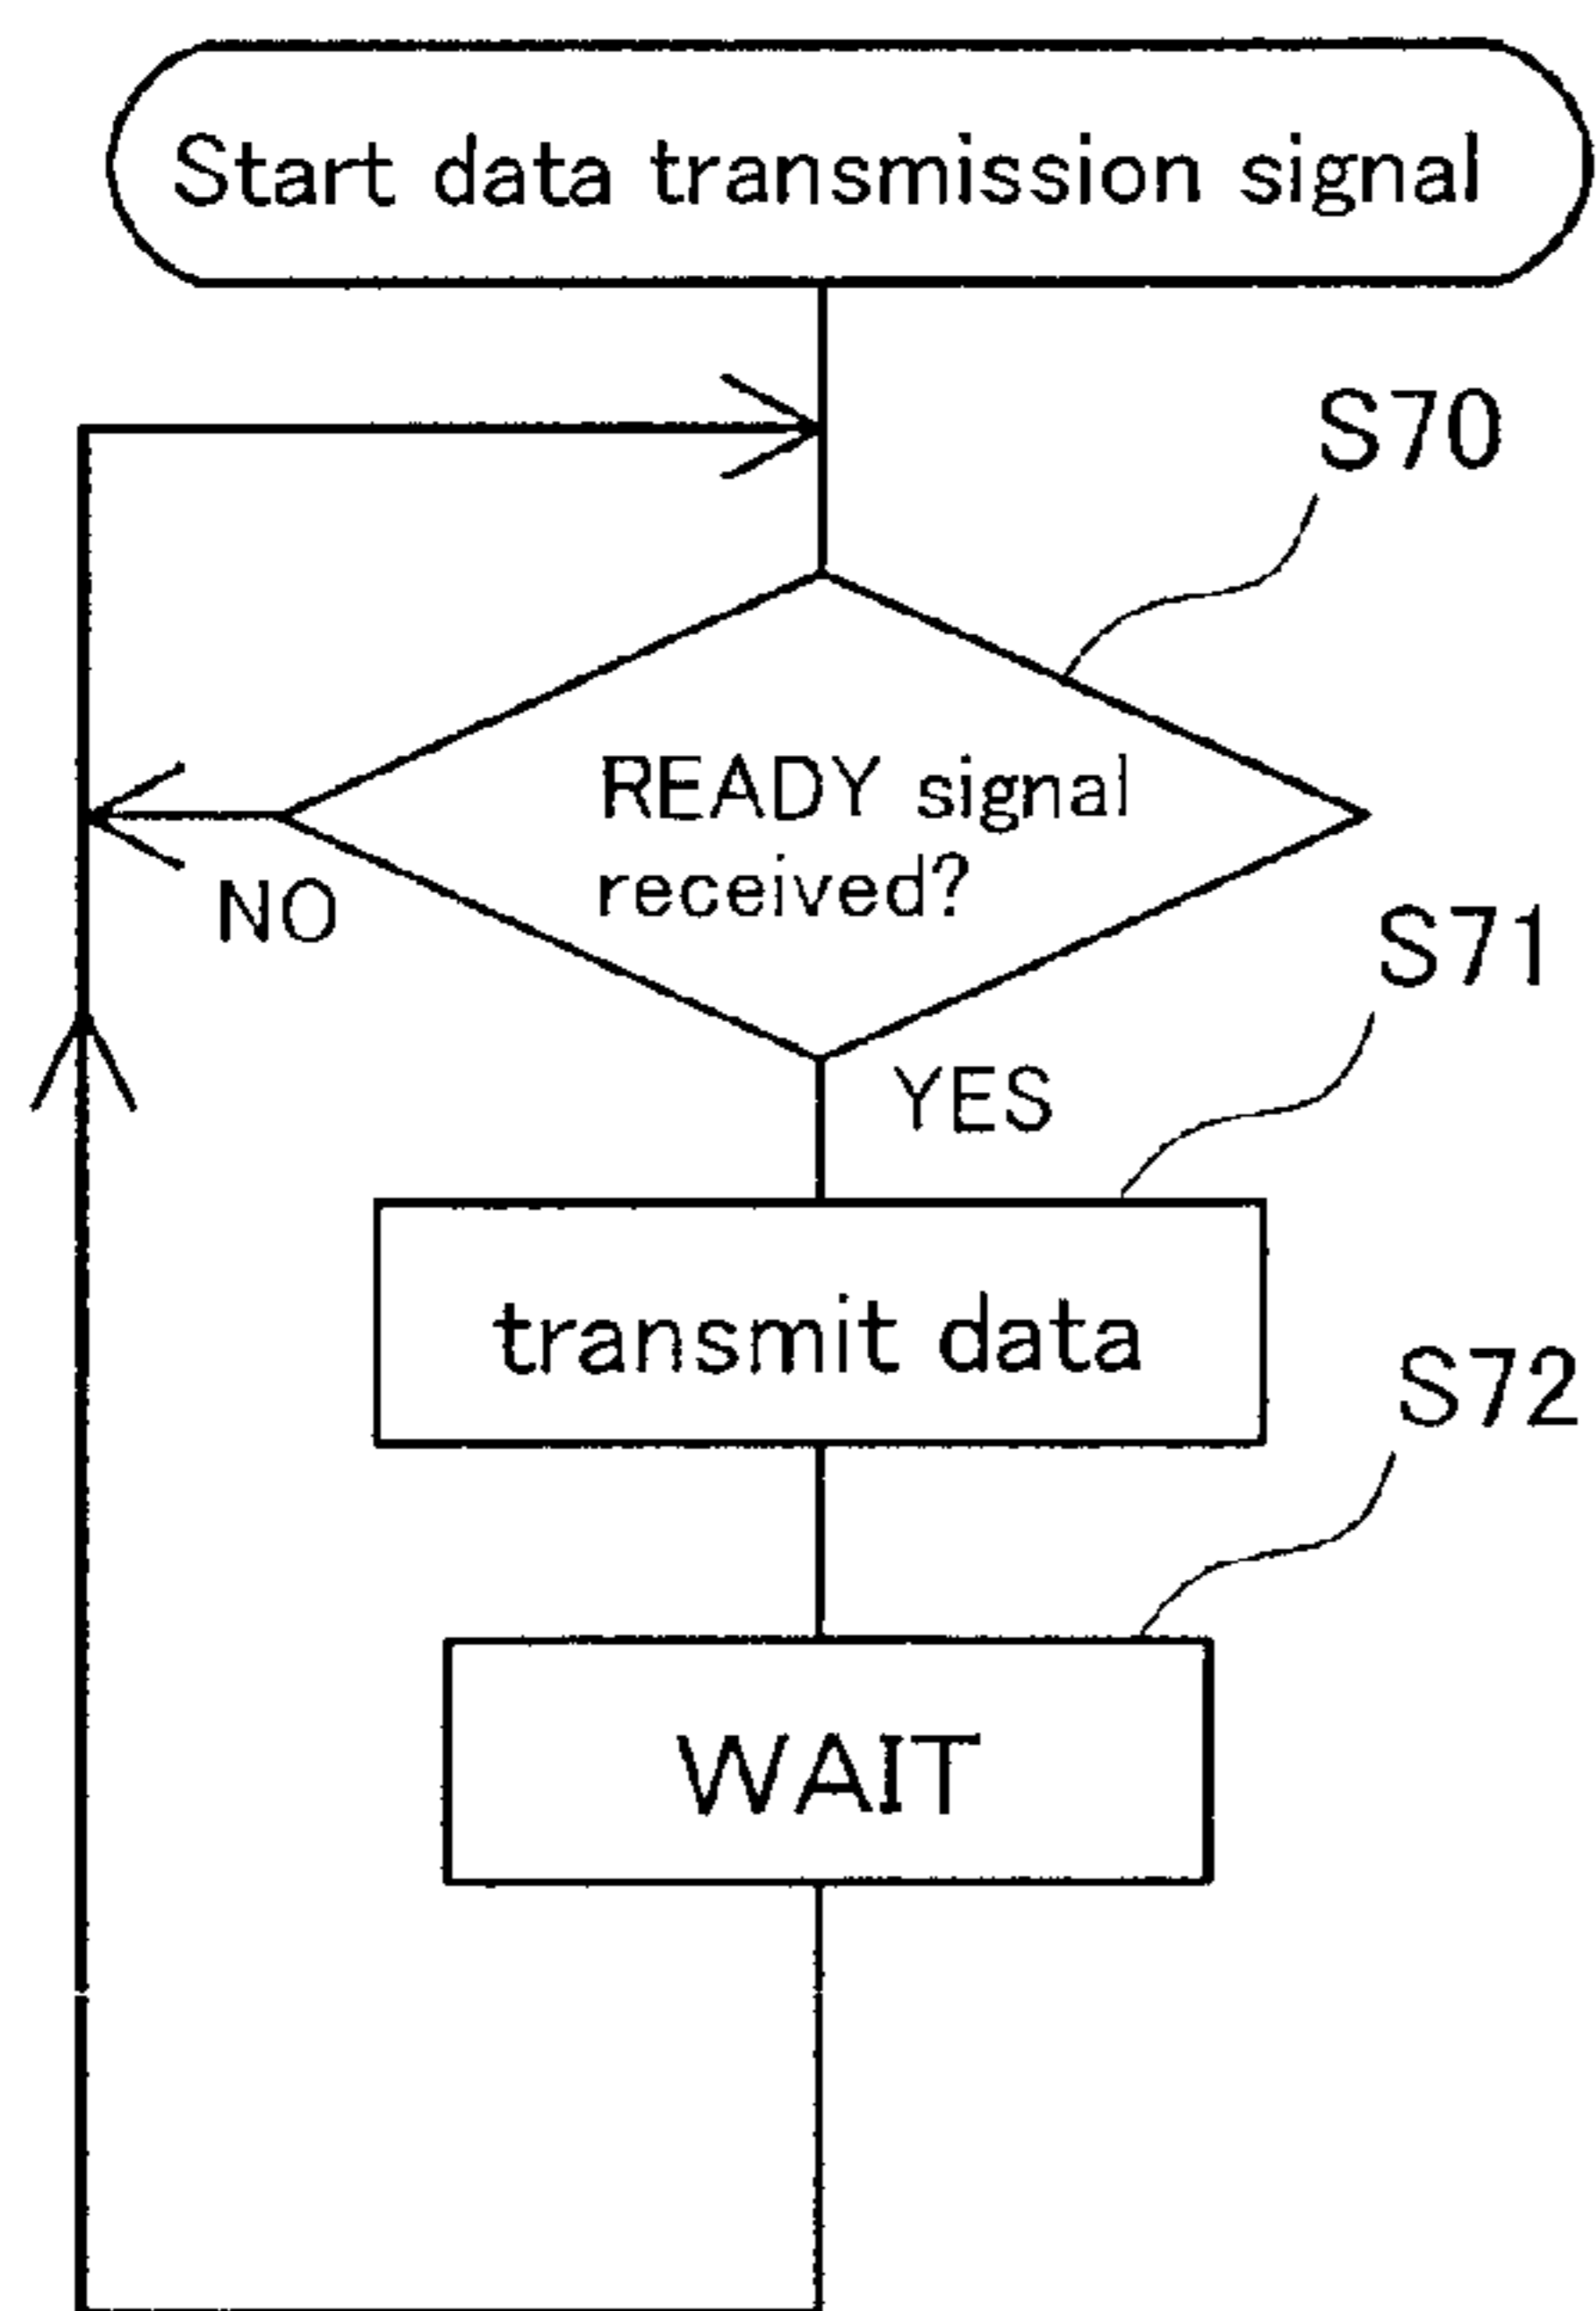 Start data transmission signal
S70
READY signal
received?
NO
S71
YES
transmit data
S72
WAIT